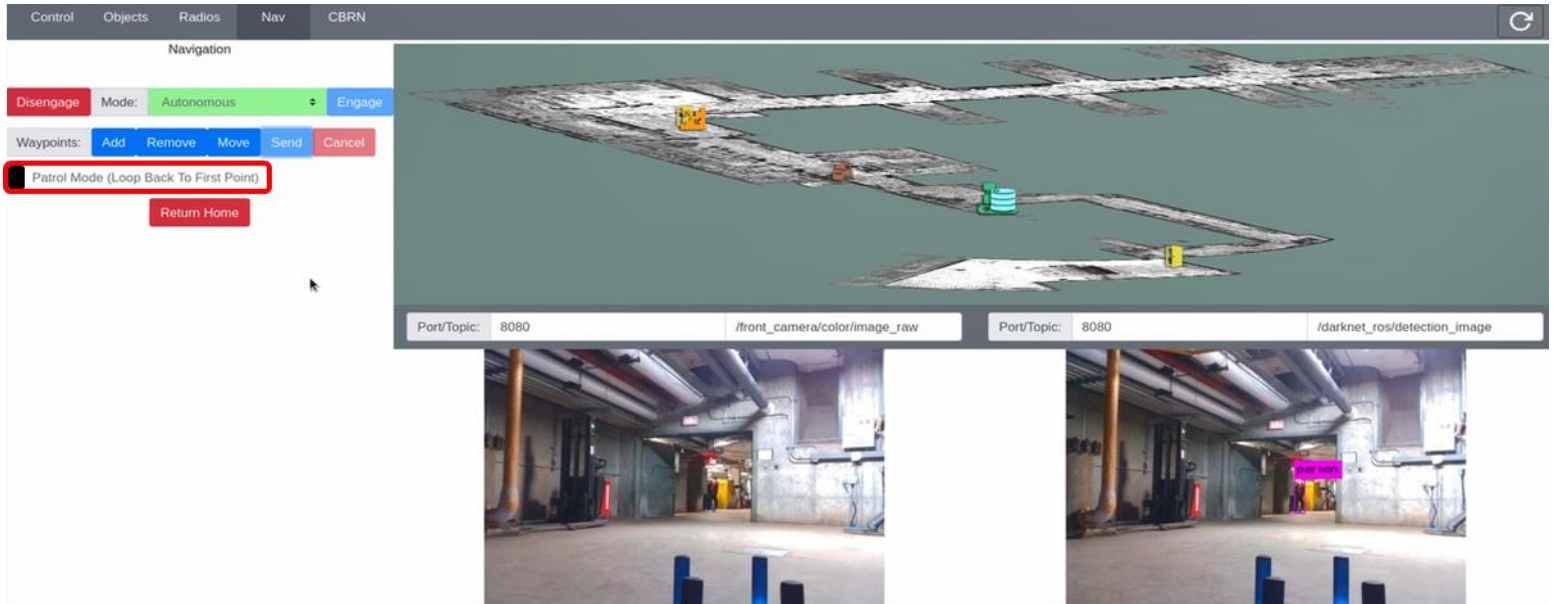 Control Objects Radios Nav CBRN
Navigation
Disengage Mode: Autonomous Engage
Waypoints: Add Remove Move Send Cancel
Patrol Mode (Loop Back To First Point)
Return Home
Port/Topic: 8080 /front_camera/color/image_raw Port/Topic: 8080 /darknet_ros/detection_image
person